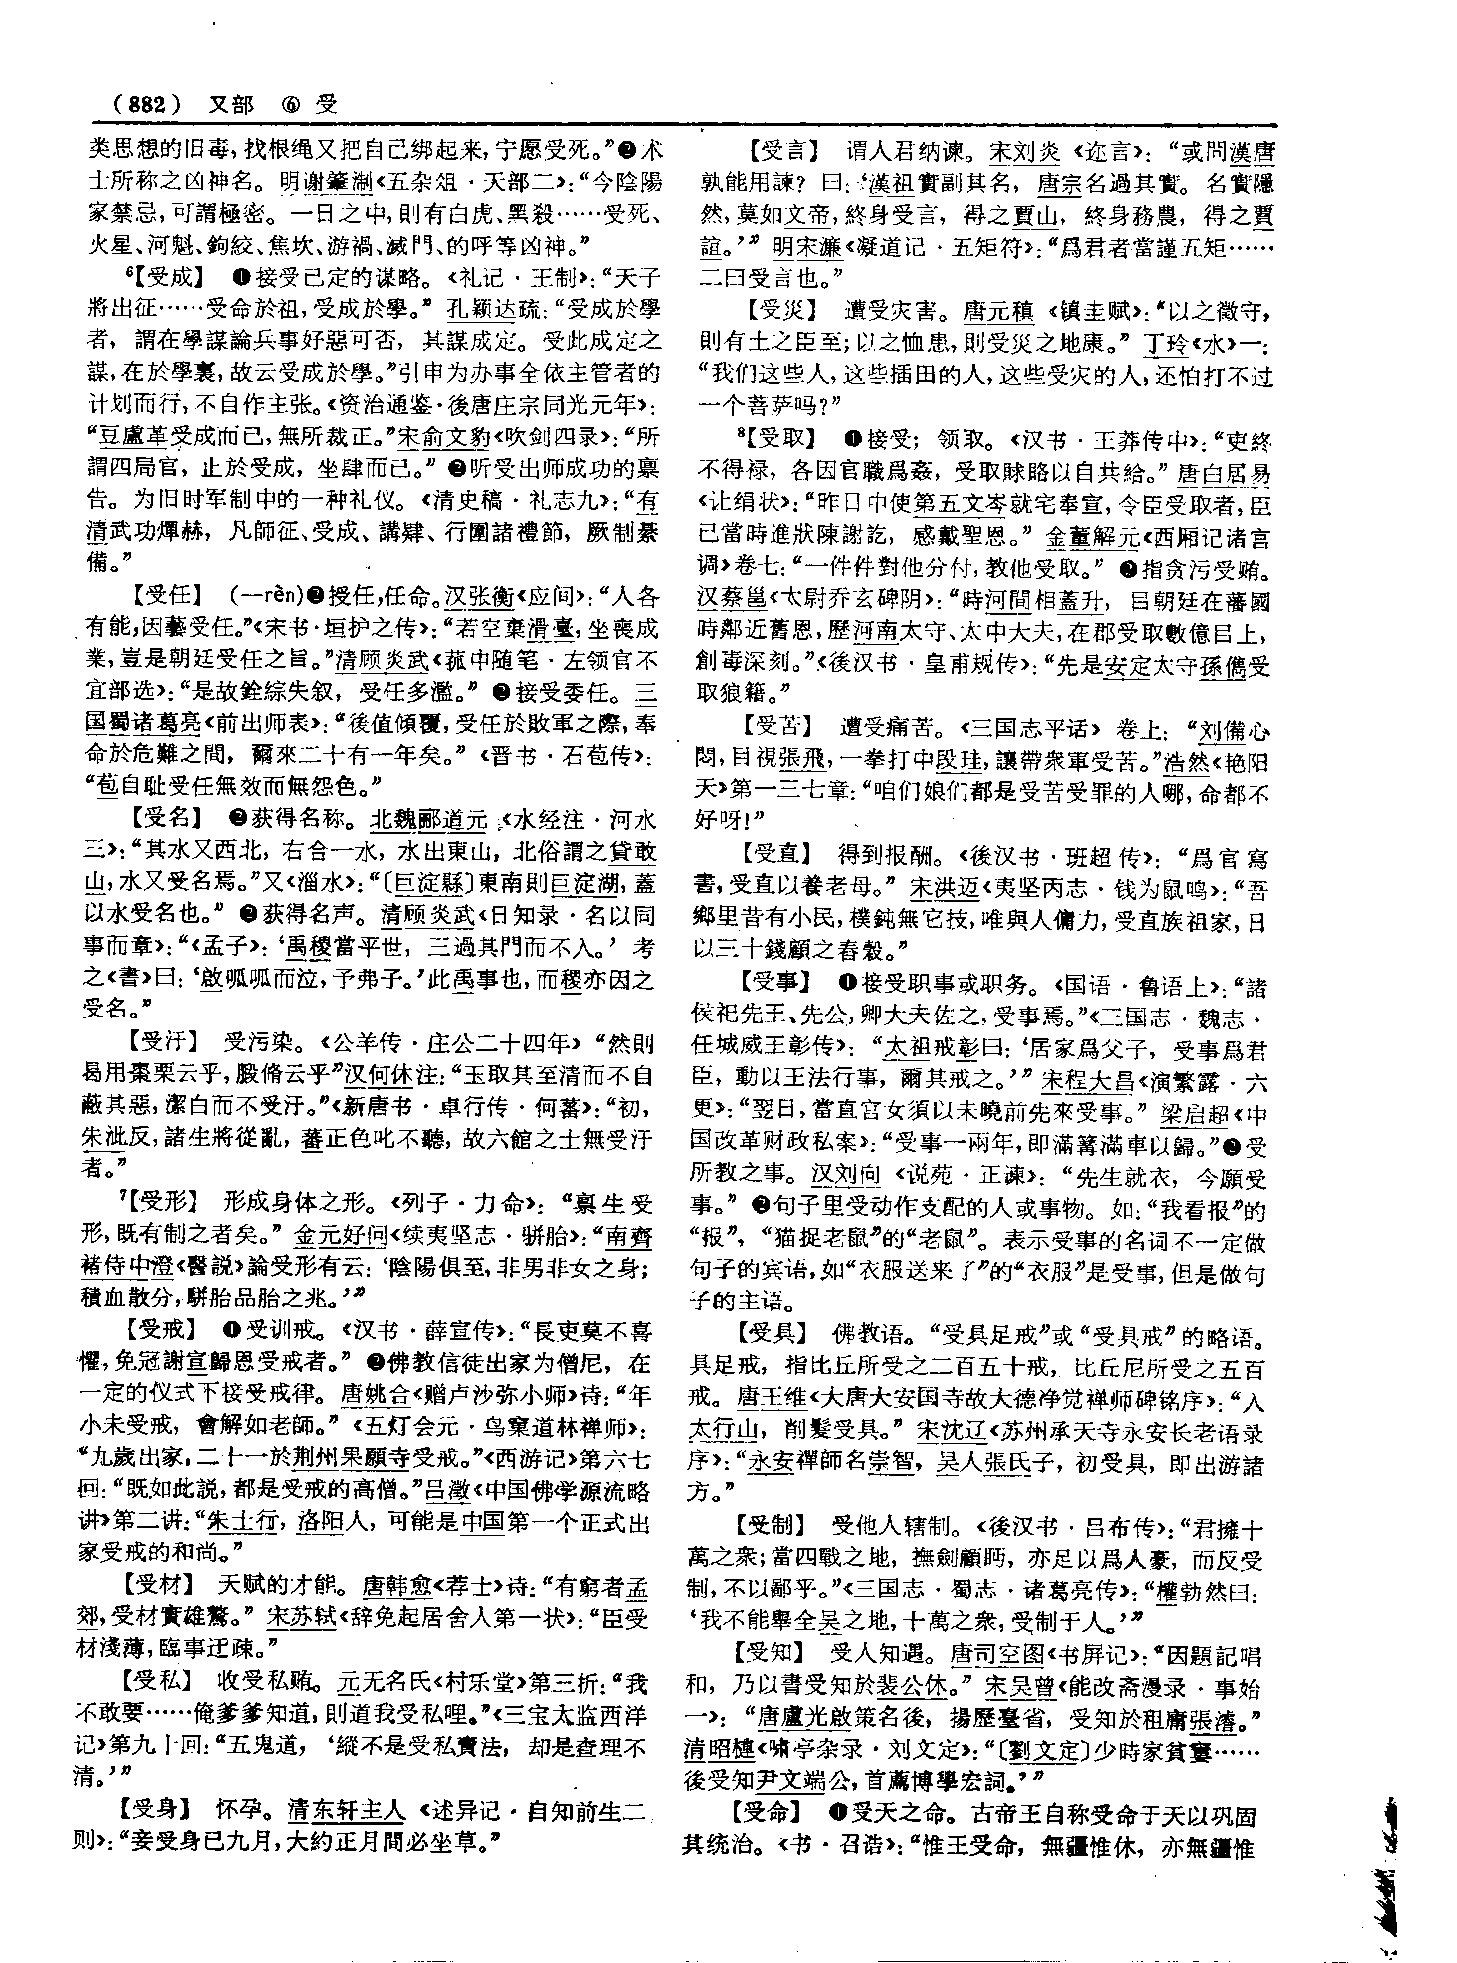 （882） 又部 ⑥ 受
类思想的旧毒，找根绳又把自己绑起来，宁愿受死。”❷术
士所称之凶神名。明谢肇淛《五杂俎·天部二》：“今陰陽
家禁忌，可謂極密。一日之中，則有白虎、黑殺……受死、
火星、河魁、鉤絞、焦坎、游禍、滅門、的呼等凶神。”
⁶【受成】 ❶接受已定的谋略。《礼记·王制》：“天子
將出征……受命於祖，受成於學。”孔颖达疏：“受成於學
者，謂在學謀論兵事好惡可否，其謀成定。受此成定之
謀，在於學裏，故云受成於學。”引申为办事全依主管者的
计划而行，不自作主张。《资治通鉴·後唐庄宗同光元年》：
“豆盧革受成而已，無所裁正。”宋俞文豹《吹剑四录》：“所
謂四局官，止於受成，坐肆而已。”❷听受出师成功的禀
告。为旧时军制中的一种礼仪。《清史稿·礼志九》：“有
清武功燀赫，凡師征、受成、講肄、行圍諸禮節，厥制綦
備。”
【受任】 (—rèn)❷授任，任命。汉张衡《应间》：“人各
有能，因藝受任。”《宋书·垣护之传》：“若空棄滑臺，坐喪成
業，豈是朝廷受任之旨。”清顾炎武《菰中随笔·左领官不
宜部选》：“是故銓綜失叙，受任多濫。”❷接受委任。三
国蜀诸葛亮《前出师表》：“後值傾覆，受任於敗軍之際，奉
命於危難之間，爾來二十有一年矣。”《晋书·石苞传》：
“苞自耻受任無效而無怨色。”
【受名】 ❷获得名称。北魏郦道元《水经注·河水
三》：“其水又西北，右合一水，水出東山，北俗謂之貸敢
山，水又受名焉。”又《淄水》：“〔巨淀縣〕東南則巨淀湖，蓋
以水受名也。”❷获得名声。清顾炎武《日知录·名以同
事而章》：“《孟子》：‘禹稷當平世，三過其門而不入。’考
之《書》曰：‘啟呱呱而泣，予弗子。’此禹事也，而稷亦因之
受名。”
【受汙】 受污染。《公羊传·庄公二十四年》“然則
曷用棗栗云乎，腶脩云乎”汉何休注：“玉取其至清而不自
蔽其惡，潔白而不受汙。”《新唐书·卓行传·何蕃》：“初，
朱泚反，諸生將從亂，蕃正色叱不聽，故六館之士無受汙
者。”
⁷【受形】 形成身体之形。《列子·力命》：“禀生受
形，既有制之者矣。”金元好问《续夷坚志·骈胎》：“南齊
褚侍中澄《醫説》論受形有云：‘陰陽俱至，非男非女之身；
積血散分，駢胎品胎之兆。’”
【受戒】 ❶受训戒。《汉书·薛宣传》：“長吏莫不喜
懼，免冠謝宣歸恩受戒者。”❷佛教信徒出家为僧尼，在
一定的仪式下接受戒律。唐姚合《赠卢沙弥小师》诗：“年
小未受戒，會解如老師。”《五灯会元·鸟窠道林禅师》：
“九歲出家，二十一於荆州果願寺受戒。”《西游记》第六七
回：“既如此説，都是受戒的高僧。”吕澂《中国佛学源流略
讲》第二讲：“朱士行，洛阳人，可能是中国第一个正式出
家受戒的和尚。”
【受材】 天赋的才能。唐韩愈《荐士》诗：“有窮者孟
郊，受材實雄驁。”宋苏轼《辞免起居舍人第一状》：“臣受
材淺薄，臨事迂疎。”
【受私】 收受私贿。元无名氏《村乐堂》第三折：“我
不敢要……俺爹爹知道，則道我受私哩。”《三宝太监西洋
记》第九十回：“五鬼道，‘縱不是受私賣法，却是查理不
清。’”
【受身】 怀孕。清东轩主人《述异记·自知前生二
则》：“妾受身已九月，大約正月間必坐草。”
【受言】 谓人君纳谏。宋刘炎《迩言》：“或問漢唐
孰能用諫？曰：‘漢祖實副其名，唐宗名過其實。名實隱
然，莫如文帝，終身受言，得之賈山，終身務農，得之賈
誼。’”明宋濂《凝道记·五矩符》：“爲君者當謹五矩……
二曰受言也。”
【受災】 遭受灾害。唐元稹《镇圭赋》：“以之徵守，
則有土之臣至；以之恤患，則受災之地康。”丁玲《水》一：
“我们这些人，这些插田的人，这些受灾的人，还怕打不过
一个菩萨吗？”
⁸【受取】 ❶接受；领取。《汉书·王莽传中》：“吏終
不得禄，各因官職爲姦，受取賕賂以自共給。”唐白居易
《让绢状》：“昨日中使第五文岑就宅奉宣，令臣受取者，臣
已當時進狀陳謝訖，感戴聖恩。”金董解元《西厢记诸宫
调》卷七：“一件件對他分付，教他受取。”❷指贪污受贿。
汉蔡邕《太尉乔玄碑阴》：“時河間相蓋升，㠯朝廷在藩國
時鄰近舊恩，歷河南太守、太中大夫，在郡受取數億㠯上，
創毒深刻。”《後汉书·皇甫规传》：“先是安定太守孫儁受
取狼籍。”
【受苦】 遭受痛苦。《三国志平话》卷上：“刘備心
悶，目視張飛，一拳打中段珪，讓帶衆軍受苦。”浩然《艳阳
天》第一三七章：“咱们娘们都是受苦受罪的人哪，命都不
好呀！”
【受直】 得到报酬。《後汉书·班超传》：“爲官寫
書，受直以養老母。”宋洪迈《夷坚丙志·钱为鼠鸣》：“吾
鄉里昔有小民，樸鈍無它技，唯與人傭力，受直族祖家，日
以三十錢顧之舂穀。”
【受事】 ❶接受职事或职务。《国语·鲁语上》：“諸
侯祀先王、先公，卿大夫佐之，受事焉。”《三国志·魏志·
任城威王彰传》：“太祖戒彰曰：‘居家爲父子，受事爲君
臣，動以王法行事，爾其戒之。’”宋程大昌《演繁露·六
更》：“翌日，當直宫女須以未曉前先來受事。”梁启超《中
国改革财政私案》：“受事一兩年，即滿篝滿車以歸。”❷受
所教之事。汉刘向《说苑·正谏》：“先生就衣，今願受
事。”❷句子里受动作支配的人或事物。如：“我看报”的
“报”，“猫捉老鼠”的“老鼠”。表示受事的名词不一定做
句子的宾语，如“衣服送来了”的“衣服”是受事，但是做句
子的主语。
【受具】 佛教语。“受具足戒”或“受具戒”的略语。
具足戒，指比丘所受之二百五十戒，比丘尼所受之五百
戒。唐王维《大唐大安国寺故大德净觉禅师碑铭序》：“入
太行山，削髮受具。”宋沈辽《苏州承天寺永安长老语录
序》：“永安禪師名崇智，吴人張氏子，初受具，即出游諸
方。”
【受制】 受他人辖制。《後汉书·吕布传》：“君擁十
萬之衆；當四戰之地，撫劍顧眄，亦足以爲人豪，而反受
制，不以鄙乎。”《三国志·蜀志·诸葛亮传》：“權勃然曰：
‘我不能舉全吴之地，十萬之衆，受制于人。’”
【受知】 受人知遇。唐司空图《书屏记》：“因題記唱
和，乃以書受知於裴公休。”宋吴曾《能改斋漫录·事始
一》：“唐盧光啟策名後，揚歷臺省，受知於租庸張濬。”
清昭梿《啸亭杂录·刘文定》：“〔劉文定〕少時家貧窶……
後受知尹文端公，首薦博學宏詞。’”
【受命】 ❶受天之命。古帝王自称受命于天以巩固
其统治。《书·召诰》：“惟王受命，無疆惟休，亦無疆惟